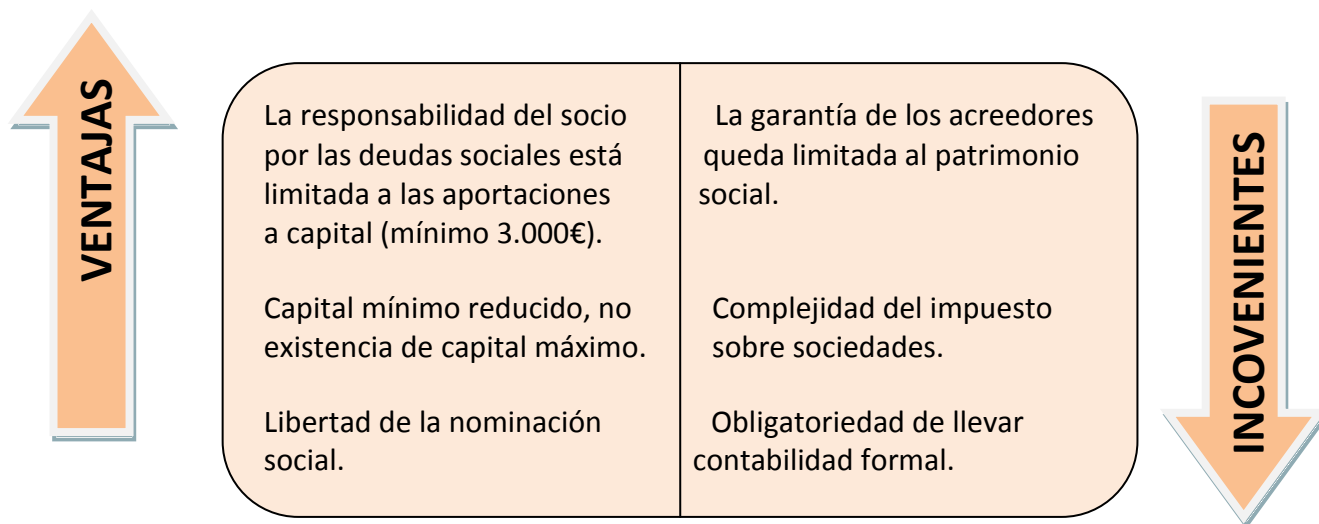 VENTAJAS
La responsabilidad del socio
por las deudas sociales está
limitada a las aportaciones
a capital (mínimo 3.000€).
Capital mínimo reducido, no
existencia de capital máximo.
Libertad de la nominación
social.
La garantía de los acreedores
queda limitada al patrimonio
social.
Complejidad del impuesto
sobre sociedades.
Obligatoriedad de llevar
contabilidad formal.
INCOVENIENTES